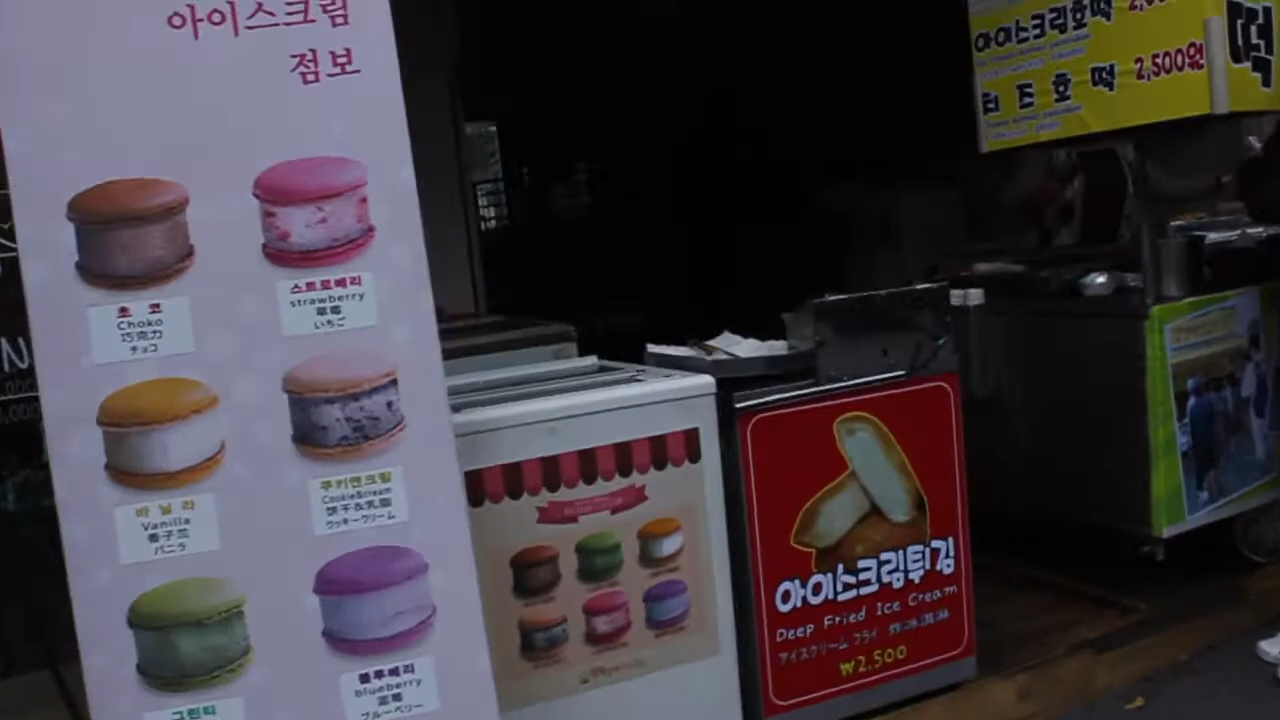 아이스크림
점보
초 코
Choko
巧克力
チョコ
스트로베리
strawberry
草莓
いちご
바 닐 라
Vanilla
香子兰
バニラ
쿠키앤크림
Cookie&cream
饼干&乳脂
クッキークリーム
그린티
블루베리
blueberry
蓝莓
ブルーベリー
아이스크림튀김
Deep Fried Ice Cream
アイスクリーム フライ
₩2.500
아이스크림호떡
치즈호떡 2,500원
떡